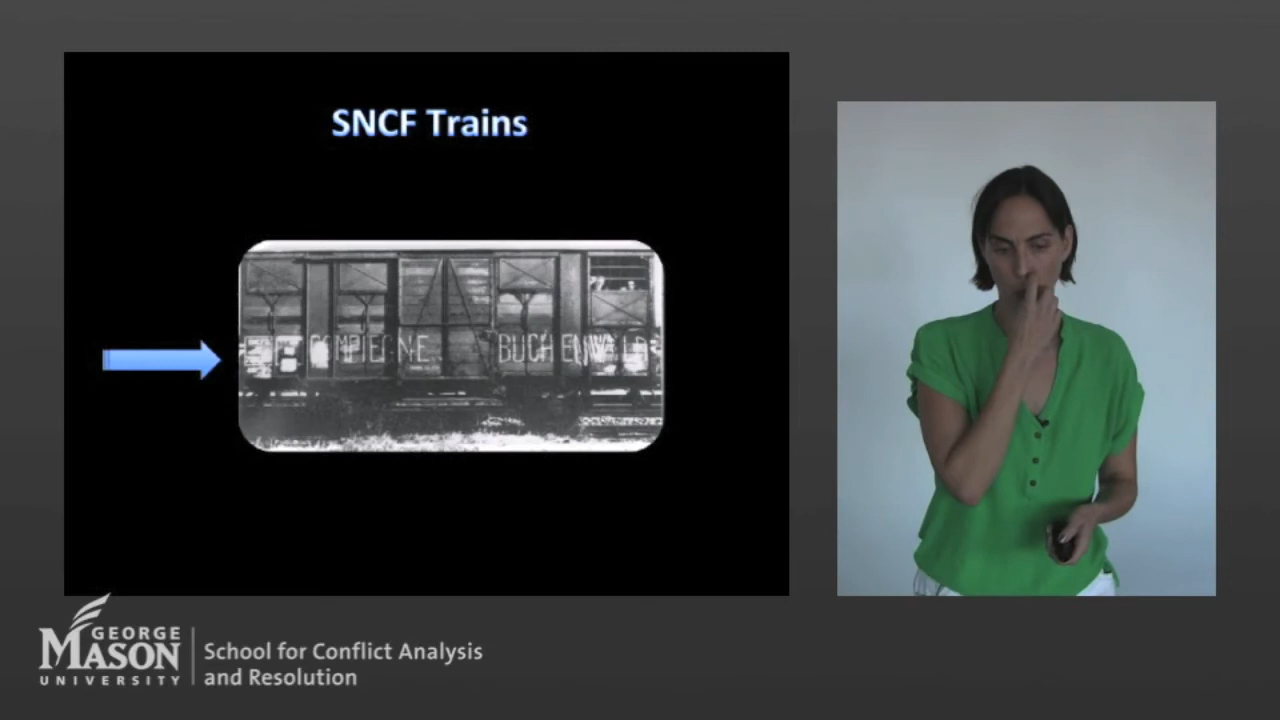 SNCF Trains
COMPIEGNE BUCHENWALD
GEORGE
MASON
UNIVERSITY
School for Conflict Analysis
and Resolution